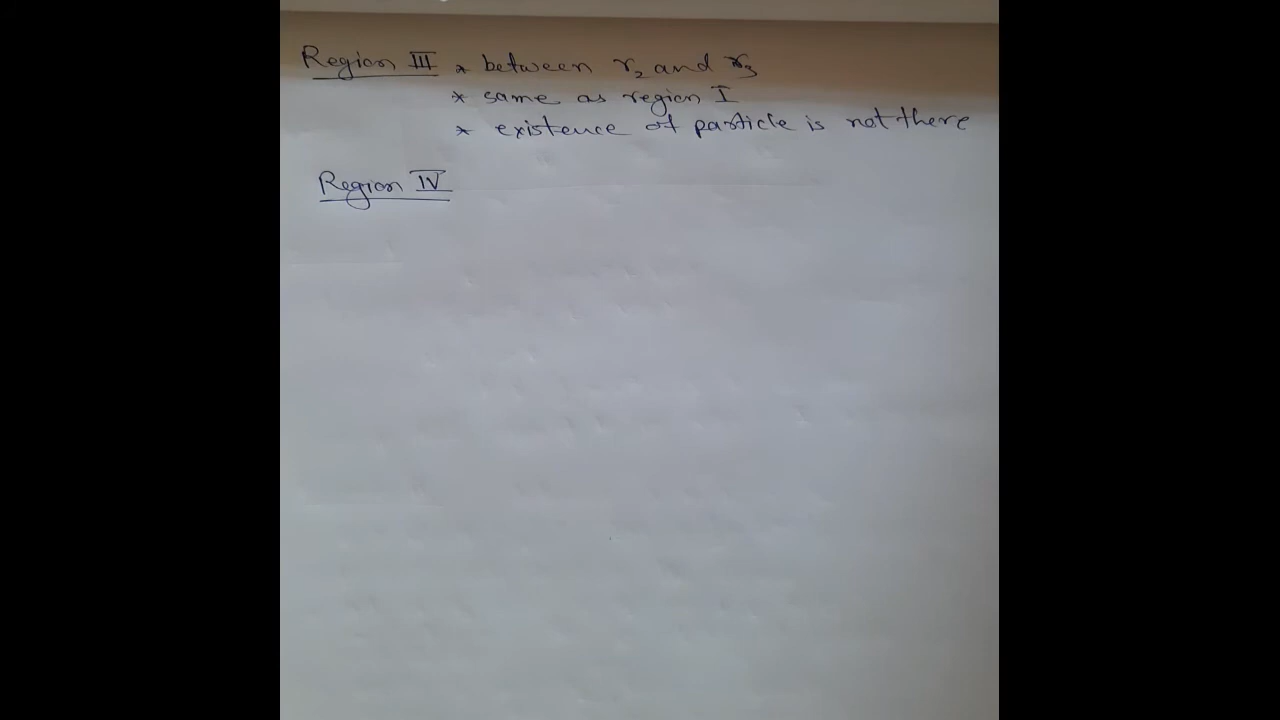 Region III * between r₂ and r₃
* same as region I
* existence of particle is not there
Region IV